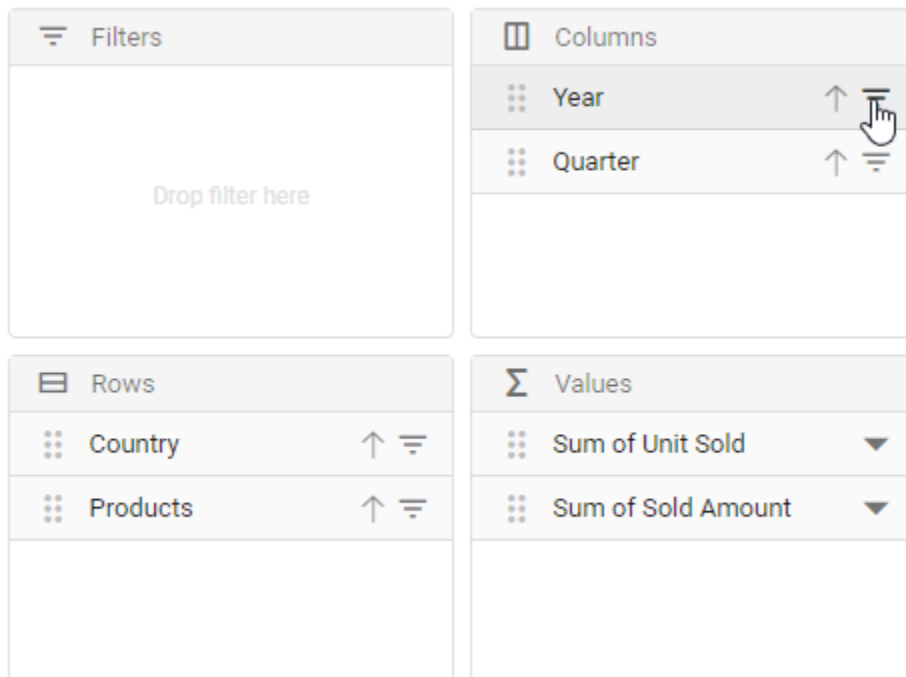 Filters
Drop filter here
Columns
Year
Quarter
Rows
Country
Products
Values
Sum of Unit Sold
Sum of Sold Amount